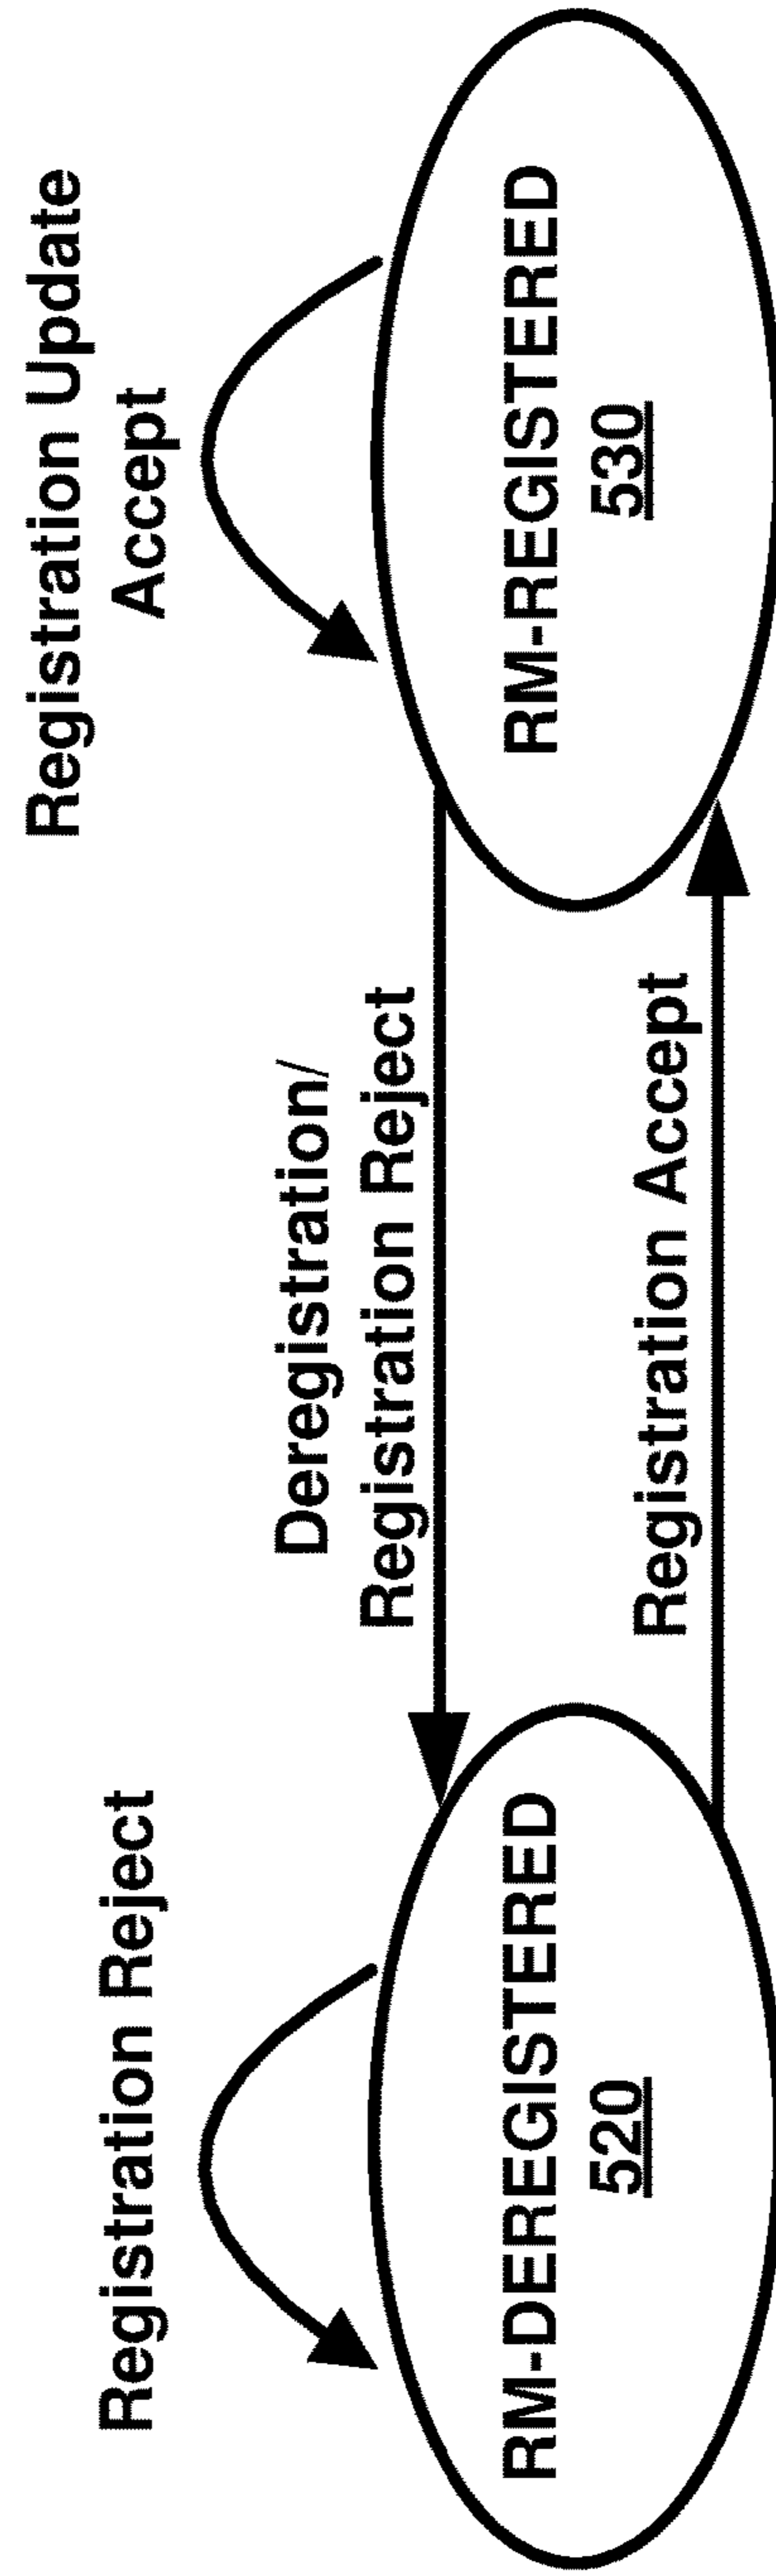 Registration Reject
Registration Update
Accept
Deregistration/
Registration Reject
RM-DEREGISTERED
520
RM-REGISTERED
530
Registration Accept